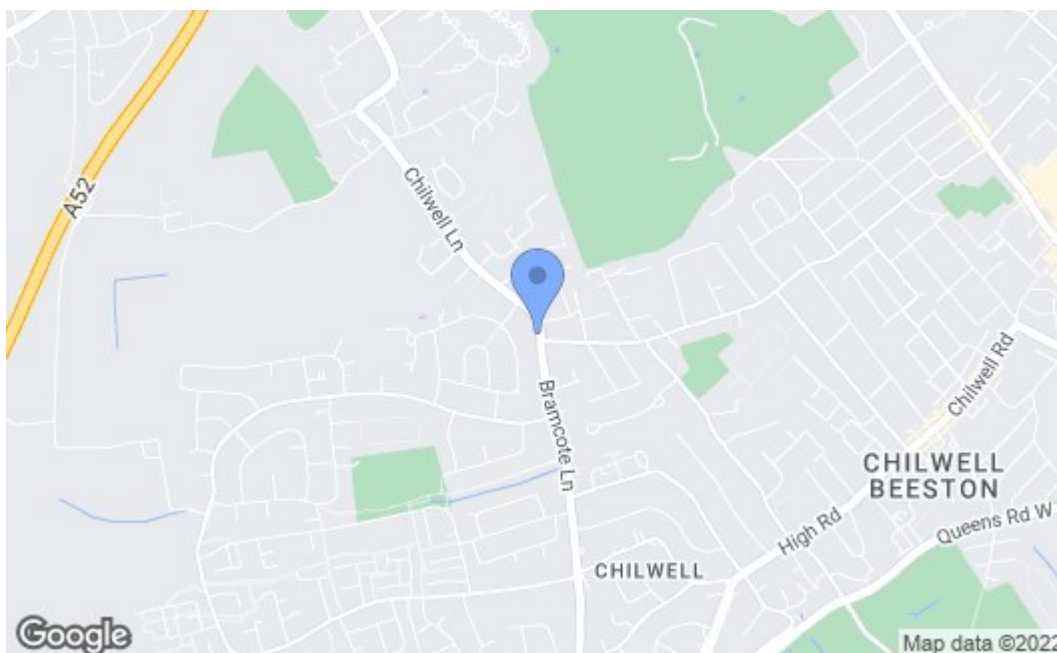 A52
Chilwell Ln
Bramcote Ln
Chilwell Rd
CHILWELL
BEESTON
High Rd
Queens Rd W
CHILWELL
Google
Map data ©2022